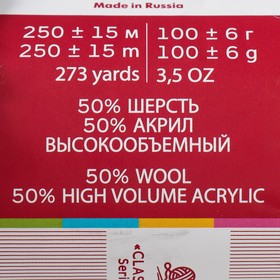 Made in Russia
250 ± 15 м 100 ± 6 г
250 ± 15 m 100 ± 6 g
273 yards 3,5 OZ
50% ШЕРСТЬ
50% АКРИЛ
ВЫСОКООБЪЕМНЫЙ
50% WOOL
50% HIGH VOLUME ACRYLIC